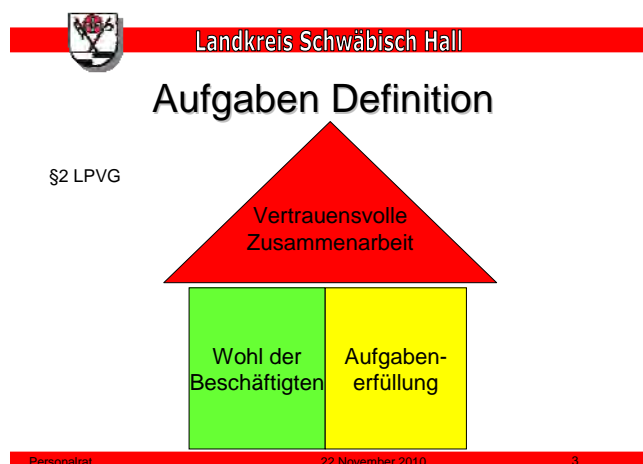 Landkreis Schwäbisch Hall
Aufgaben Definition
§2 LPVG
Vertrauensvolle
Zusammenarbeit
Wohl der
Beschäftigten
Aufgaben-
erfüllung
Personalrat 22 November 2010 3